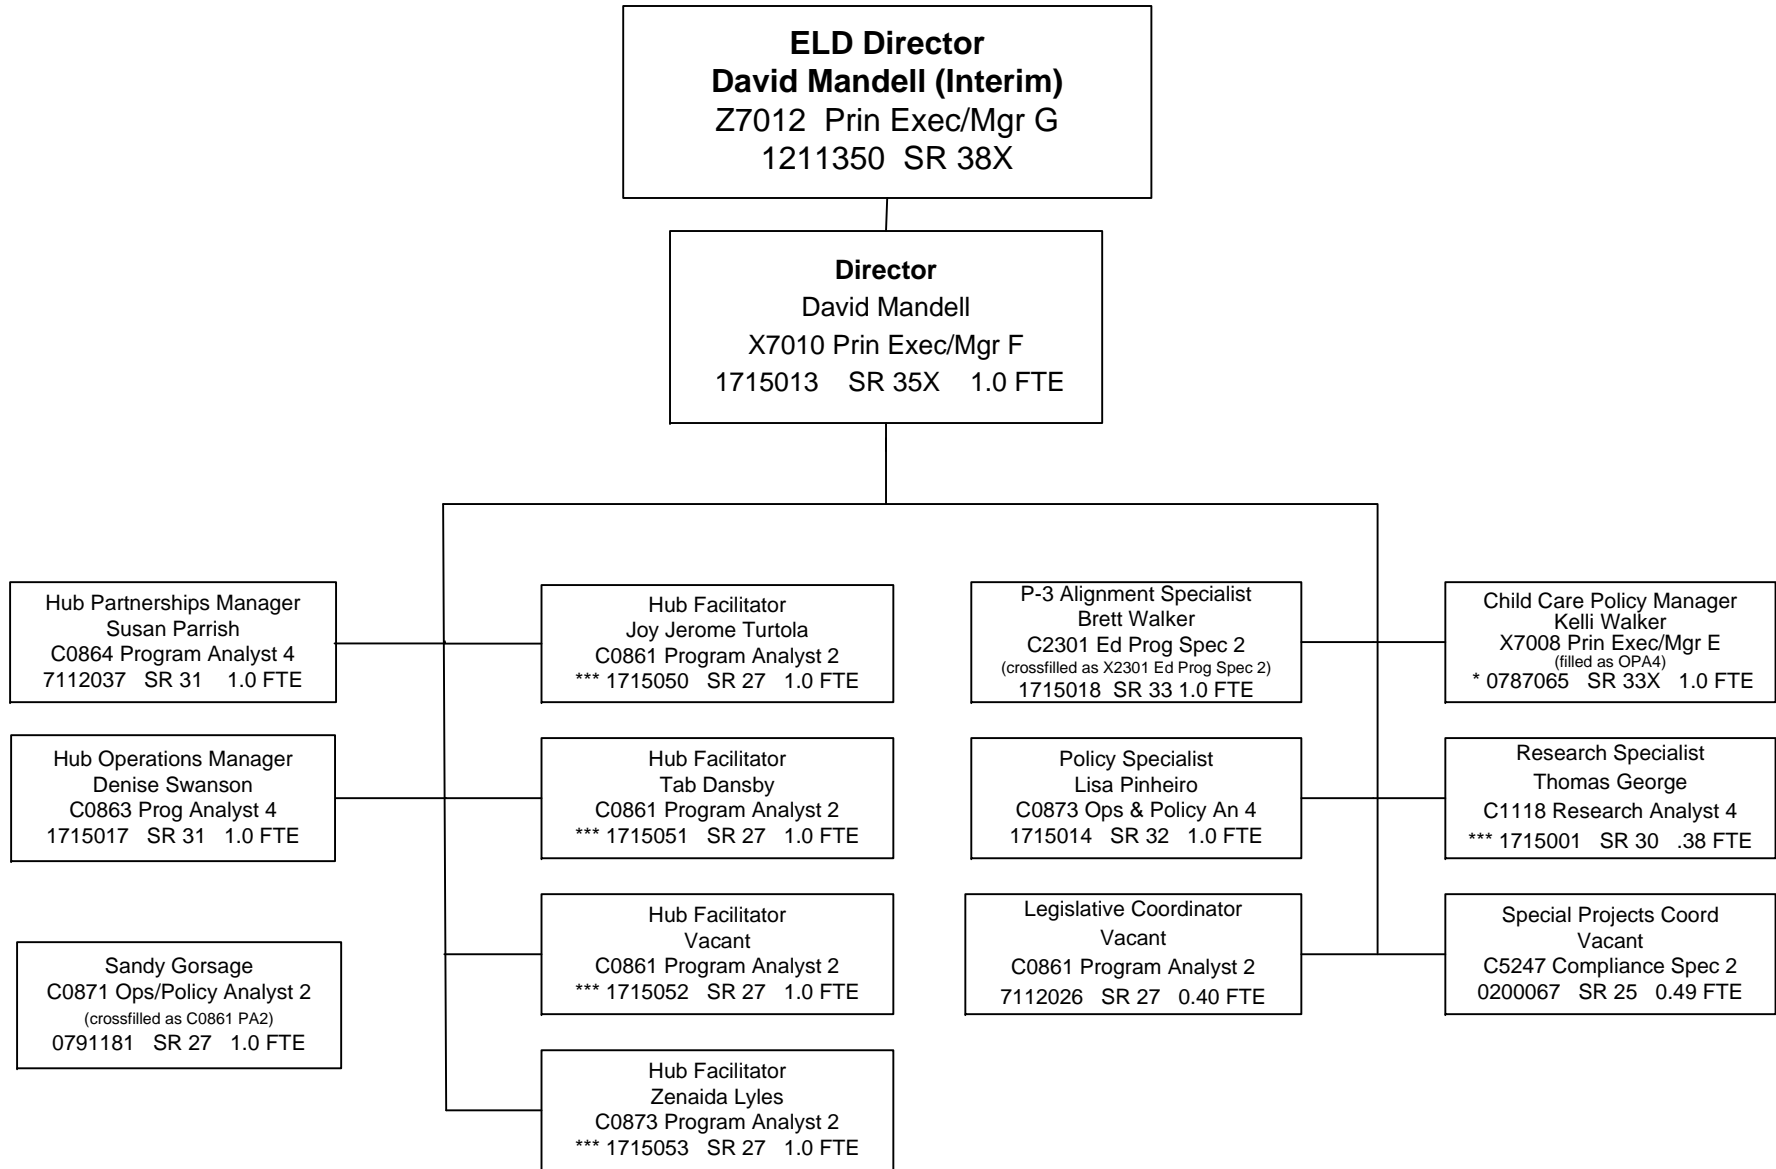 ELD Director
David Mandell (Interim)
Z7012 Prin Exec/Mgr G
1211350 SR 38X
Director
David Mandell
X7010 Prin Exec/Mgr F
1715013 SR 35X 1.0 FTE
Hub Partnerships Manager
Susan Parrish
C0864 Program Analyst 4
7112037 SR 31 1.0 FTE
Hub Facilitator
Joy Jerome Turtola
C0861 Program Analyst 2
*** 1715050 SR 27 1.0 FTE
P-3 Alignment Specialist
Brett Walker
C2301 Ed Prog Spec 2
(crossfilled as X2301 Ed Prog Spec 2)
1715018 SR 33 1.0 FTE
Child Care Policy Manager
Kelli Walker
X7008 Prin Exec/Mgr E
(filled as OPA4)
* 0787065 SR 33X 1.0 FTE
Hub Operations Manager
Denise Swanson
C0863 Prog Analyst 4
1715017 SR 31 1.0 FTE
Hub Facilitator
Tab Dansby
C0861 Program Analyst 2
*** 1715051 SR 27 1.0 FTE
Policy Specialist
Lisa Pinheiro
C0873 Ops & Policy An 4
1715014 SR 32 1.0 FTE
Research Specialist
Thomas George
C1118 Research Analyst 4
*** 1715001 SR 30 .38 FTE
Sandy Gorsage
C0871 Ops/Policy Analyst 2
(crossfilled as C0861 PA2)
0791181 SR 27 1.0 FTE
Hub Facilitator
Vacant
C0861 Program Analyst 2
*** 1715052 SR 27 1.0 FTE
Legislative Coordinator
Vacant
C0861 Program Analyst 2
7112026 SR 27 0.40 FTE
Special Projects Coord
Vacant
C5247 Compliance Spec 2
0200067 SR 25 0.49 FTE
Hub Facilitator
Zenaida Lyles
C0873 Program Analyst 2
*** 1715053 SR 27 1.0 FTE